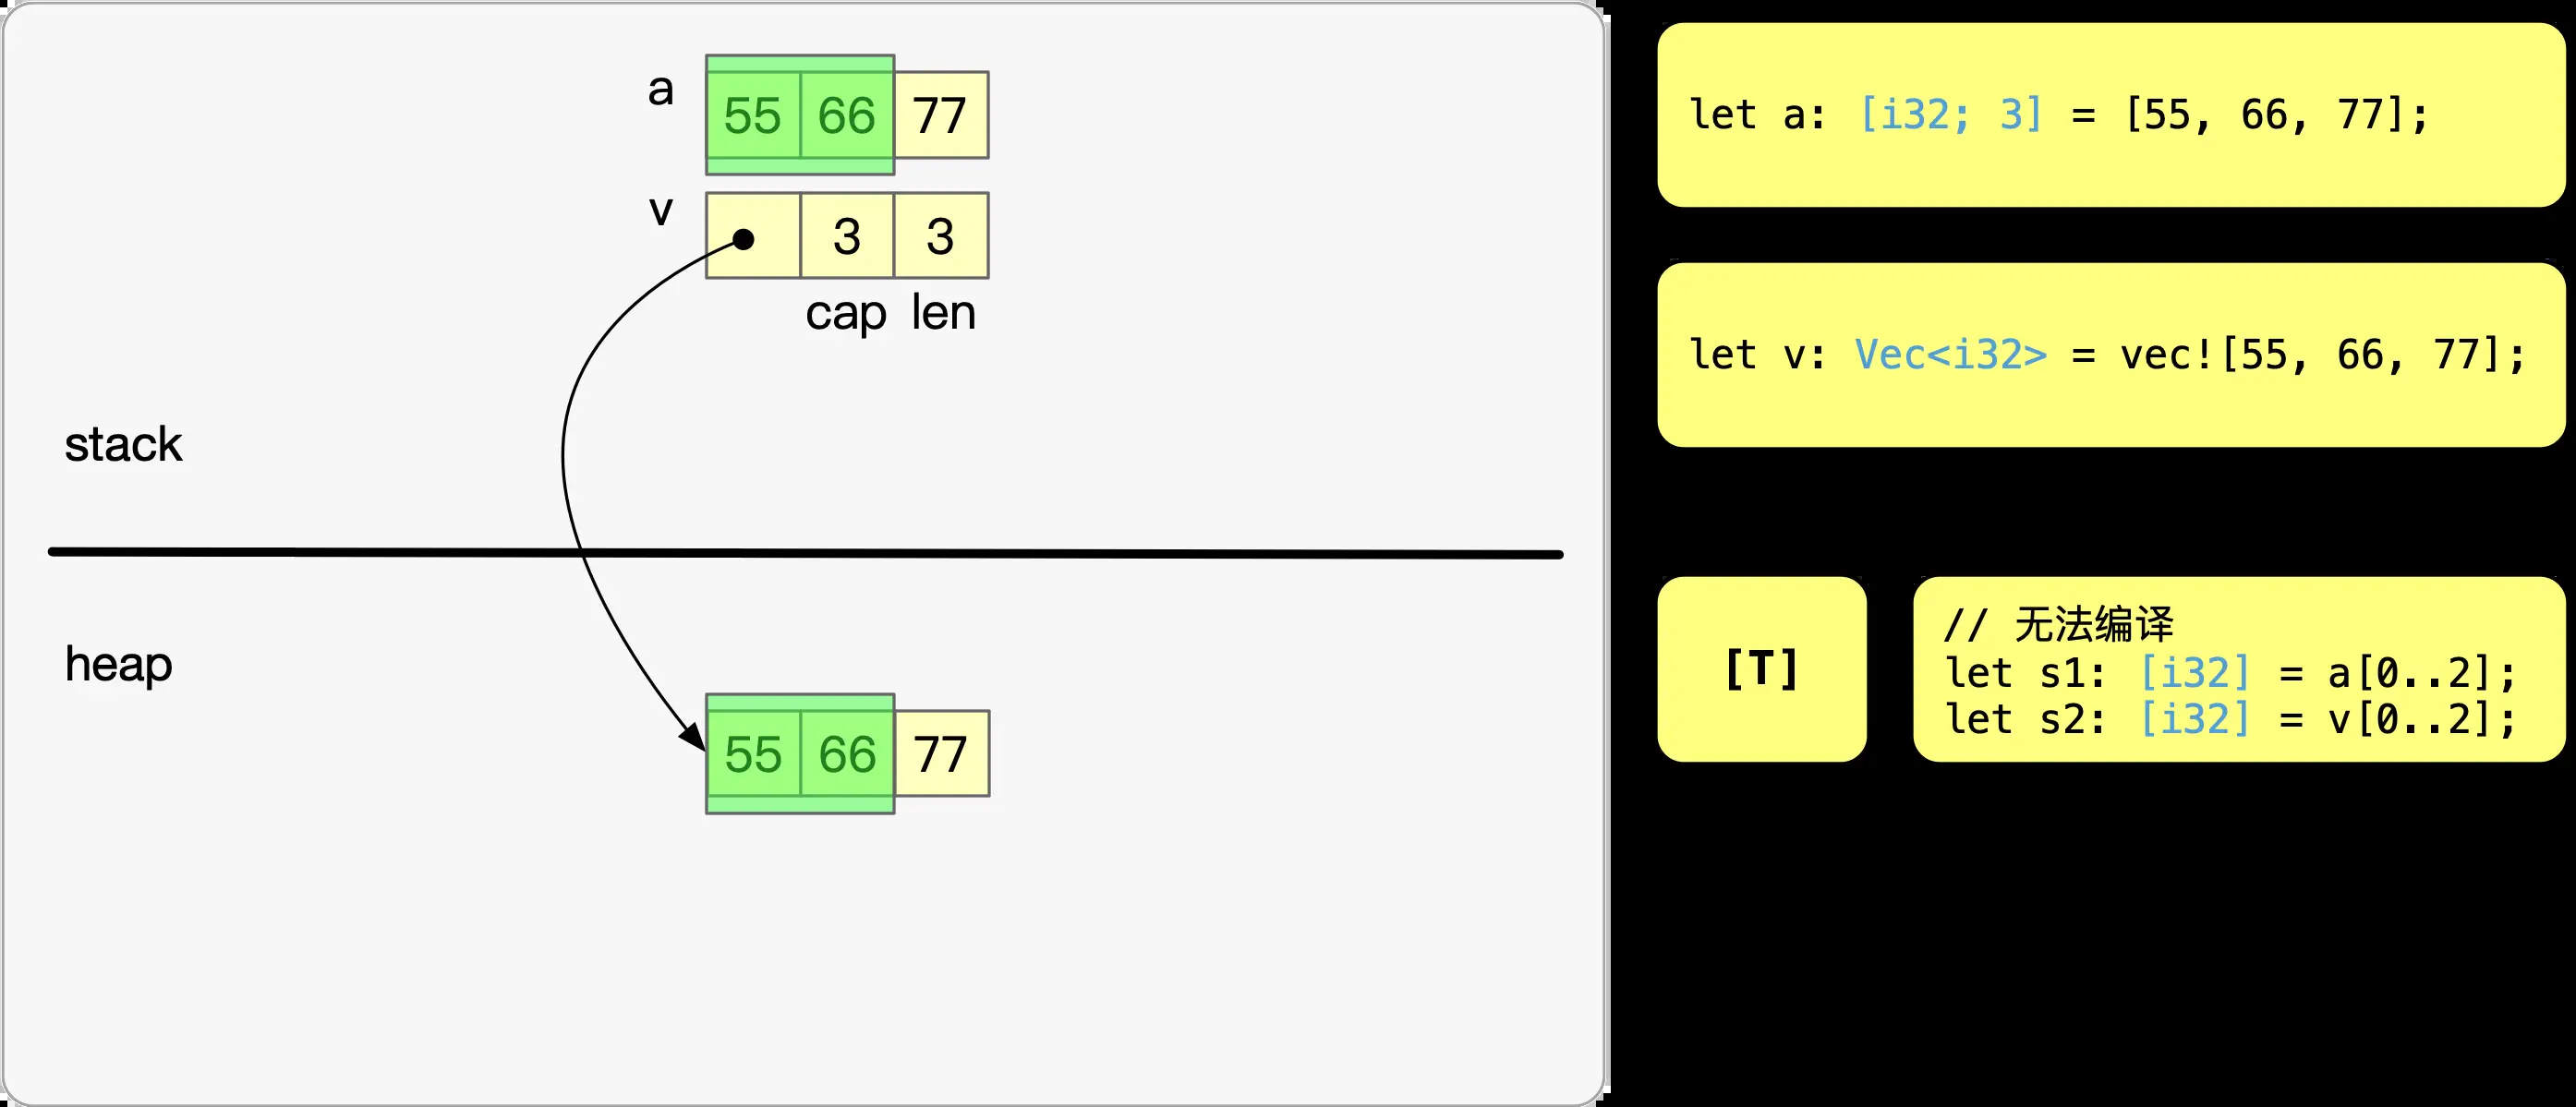 a
55 66 77
v
3 3
cap len
stack
heap
55 66 77
let a: [i32; 3] = [55, 66, 77];
let v: Vec<i32> = vec![55, 66, 77];
[T]
// 无法编译
let s1: [i32] = a[0..2];
let s2: [i32] = v[0..2];